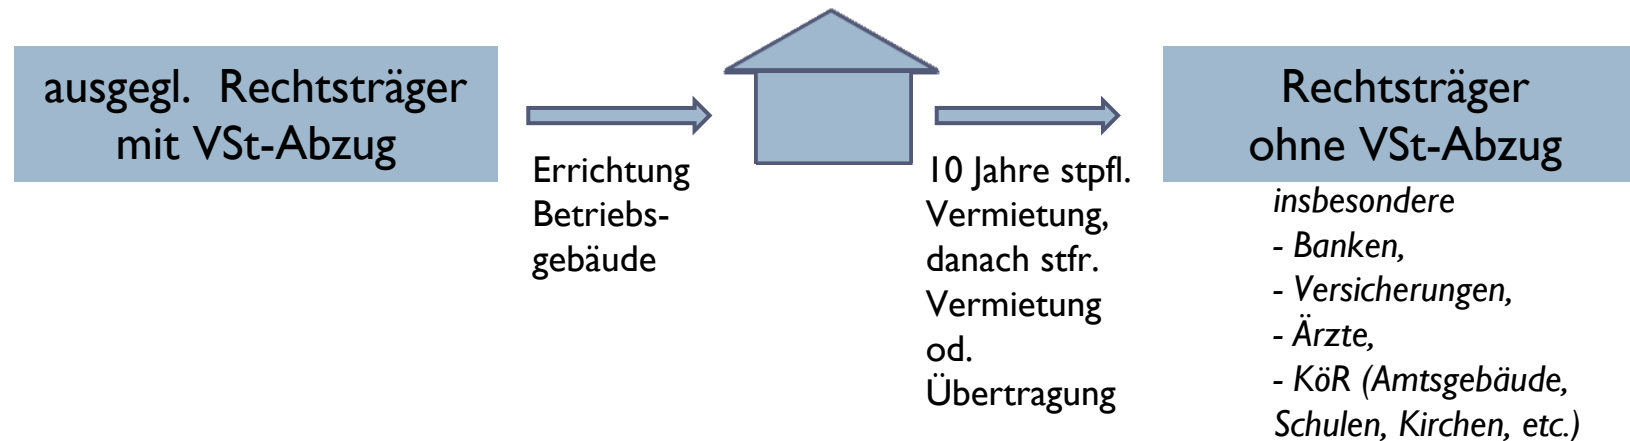 ausgegl. Rechtsträger
mit VSt-Abzug
Errichtung
Betriebs-
gebäude
10 Jahre stpfl.
Vermietung,
danach stfr.
Vermietung
od.
Übertragung
Rechtsträger
ohne VSt-Abzug
insbesondere
- Banken,
- Versicherungen,
- Ärzte,
- KöR (Amtsgebäude,
Schulen, Kirchen, etc.)